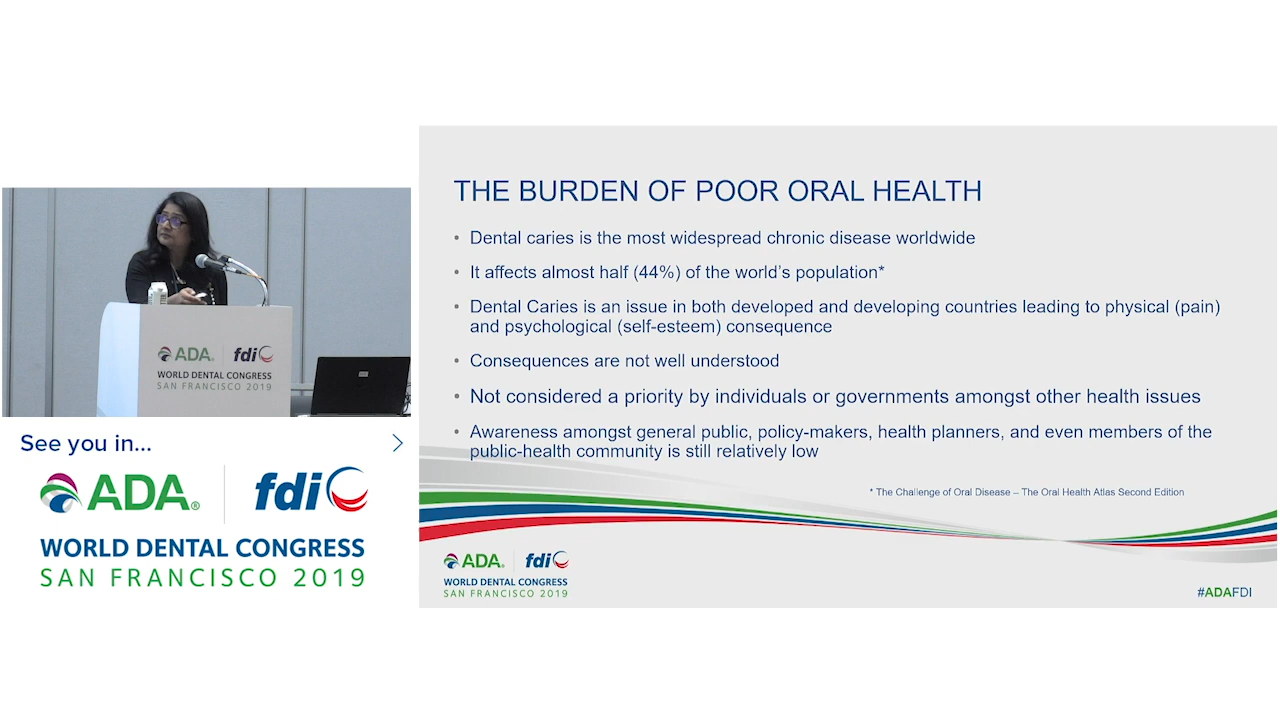 ADA. fdi
WORLD DENTAL CONGRESS
SAN FRANCISCO 2019
See you in...
ADA® fdi
WORLD DENTAL CONGRESS
SAN FRANCISCO 2019
THE BURDEN OF POOR ORAL HEALTH
• Dental caries is the most widespread chronic disease worldwide
• It affects almost half (44%) of the world's population*
• Dental Caries is an issue in both developed and developing countries leading to physical (pain)
and psychological (self-esteem) consequence
• Consequences are not well understood
• Not considered a priority by individuals or governments amongst other health issues
• Awareness amongst general public, policy-makers, health planners, and even members of the
public-health community is still relatively low
* The Challenge of Oral Disease – The Oral Health Atlas Second Edition
ADA. fdi
WORLD DENTAL CONGRESS
SAN FRANCISCO 2019
#ADAFDI